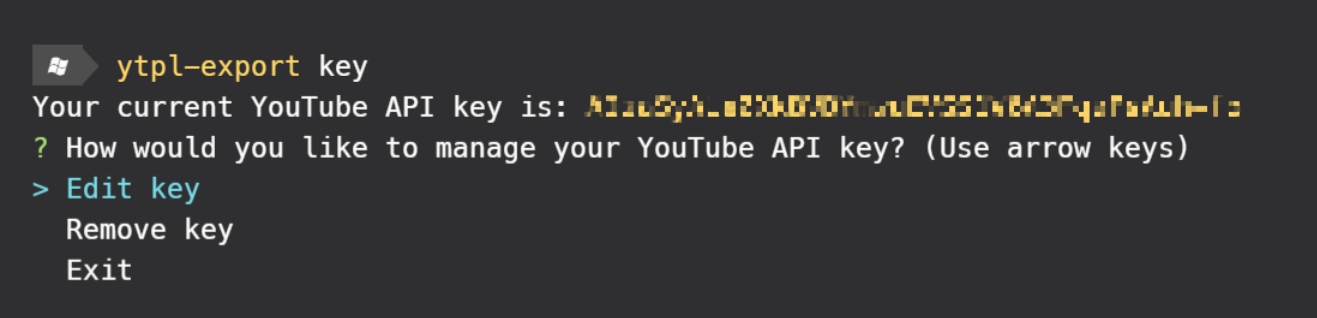 ytpl-export key
Your current YouTube API key is:
? How would you like to manage your YouTube API key? (Use arrow keys)
> Edit key
Remove key
Exit